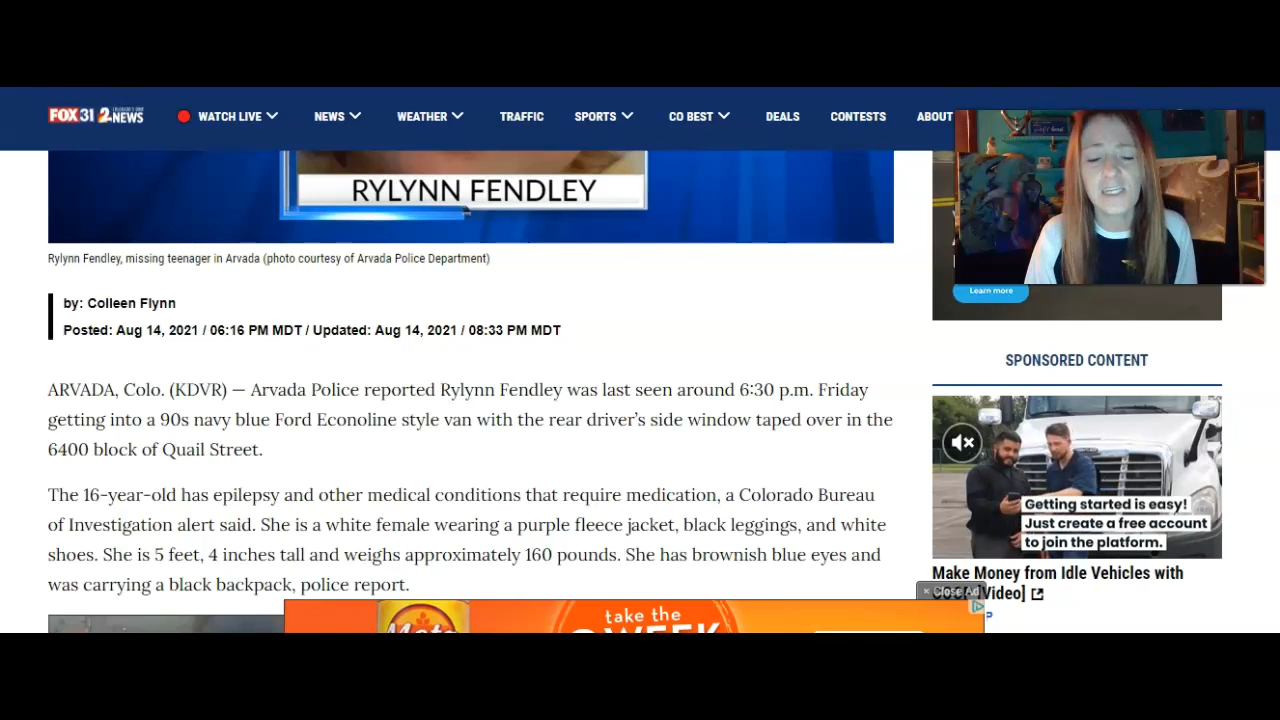 FOX31 2 NEWS
WATCH LIVE NEWS WEATHER TRAFFIC SPORTS CO BEST DEALS CONTESTS ABOUT
RYLYNN FENDLEY
Rylynn Fendley, missing teenager in Arvada (photo courtesy of Arvada Police Department)
by: Colleen Flynn
Posted: Aug 14, 2021 / 06:16 PM MDT / Updated: Aug 14, 2021 / 08:33 PM MDT
ARVADA, Colo. (KDVR) — Arvada Police reported Rylynn Fendley was last seen around 6:30 p.m. Friday
getting into a 90s navy blue Ford Econoline style van with the rear driver’s side window taped over in the
6400 block of Quail Street.
The 16-year-old has epilepsy and other medical conditions that require medication, a Colorado Bureau
of Investigation alert said. She is a white female wearing a purple fleece jacket, black leggings, and white
shoes. She is 5 feet, 4 inches tall and weighs approximately 160 pounds. She has brownish blue eyes and
was carrying a black backpack, police report.
Learn more
SPONSORED CONTENT
Getting started is easy!
Just create a free account
to join the platform.
Make Money from Idle Vehicles with
[Video]
× Close Ad
take the
WEEK